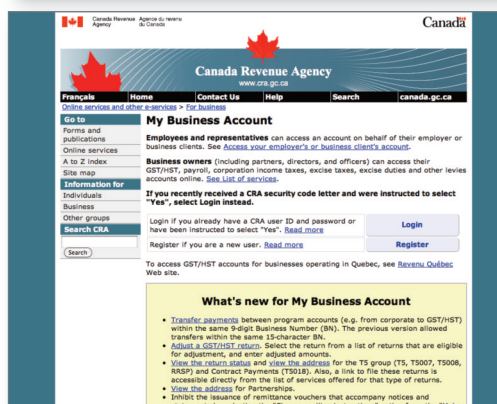 Canada Revenue Agency
Agence du revenu du Canada
Canada
Canada Revenue Agency
www.cra.gc.ca
Français Home Contact Us Help Search canada.gc.ca
Online services and other e-services > For business
Go to
Forms and publications
Online services
A to Z index
Site map
Information for
Individuals
Business
Other groups
Search CRA
Search
My Business Account
Employees and representatives can access an account on behalf of their employer or
business clients. See Access your employer's or business client's account.
Business owners (including partners, directors, and officers) can access their
GST/HST, payroll, corporation income taxes, excise taxes, excise duties and other levies
accounts online. See List of services.
If you recently received a CRA security code letter and were instructed to select
"Yes", select Login instead.
Login if you already have a CRA user ID and password or
have been instructed to select "Yes". Read more
Login
Register if you are a new user. Read more
Register
To access GST/HST accounts for businesses operating in Quebec, see Revenu Québec
Web site.
What's new for My Business Account
• Transfer payments between program accounts (e.g. from corporate to GST/HST)
within the same 9-digit Business Number (BN). The previous version allowed
transfers within the same 15-character BN.
• Adjust a GST/HST return. Select the return from a list of returns that are eligible
for adjustment, and enter adjusted amounts.
• View the return status and view the address for the T5 group (T5, T5007, T5008,
RRSP) and Contract Payments (T5018). Also, a link to file these returns is
accessible directly from the list of services offered for that type of returns.
• View the address for Partnerships.
• Inhibit the issuance of remittance vouchers that accompany notices and